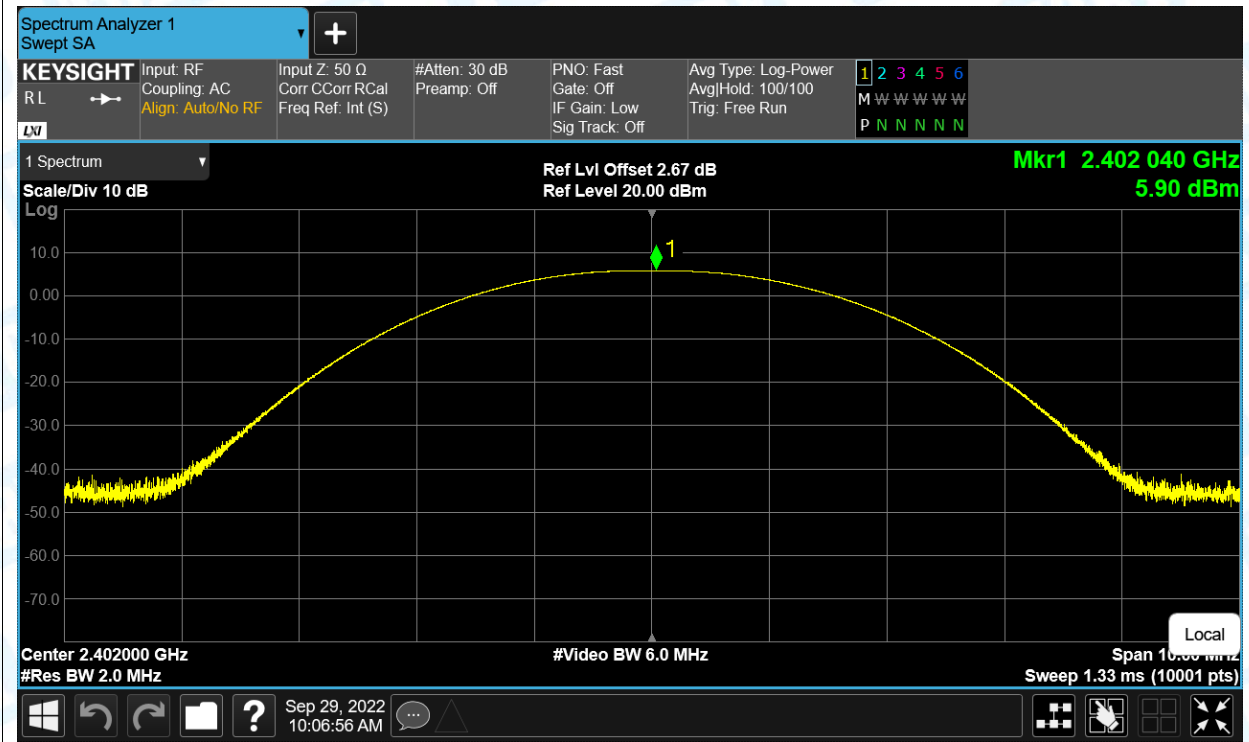 Spectrum Analyzer 1
Swept SA
KEYSIGHT
R L
LXI
Input: RF
Coupling: AC
Align: Auto/No RF
Input Z: 50 Ω
Corr CCorr RCal
Freq Ref: Int (S)
#Atten: 30 dB
Preamp: Off
PNO: Fast
Gate: Off
IF Gain: Low
Sig Track: Off
Avg Type: Log-Power
Avg|Hold: 100/100
Trig: Free Run
1 2 3 4 5 6
M W W W W W
P N N N N N
1 Spectrum
Scale/Div 10 dB
Ref Lvl Offset 2.67 dB
Ref Level 20.00 dBm
Mkr1 2.402 040 GHz
5.90 dBm
Log
1
10.0
0.00
-10.0
-20.0
-30.0
-40.0
-50.0
-60.0
-70.0
Local
Center 2.402000 GHz
#Video BW 6.0 MHz
Span 10.00 MHz
#Res BW 2.0 MHz
Sweep 1.33 ms (10001 pts)
?
Sep 29, 2022
10:06:56 AM